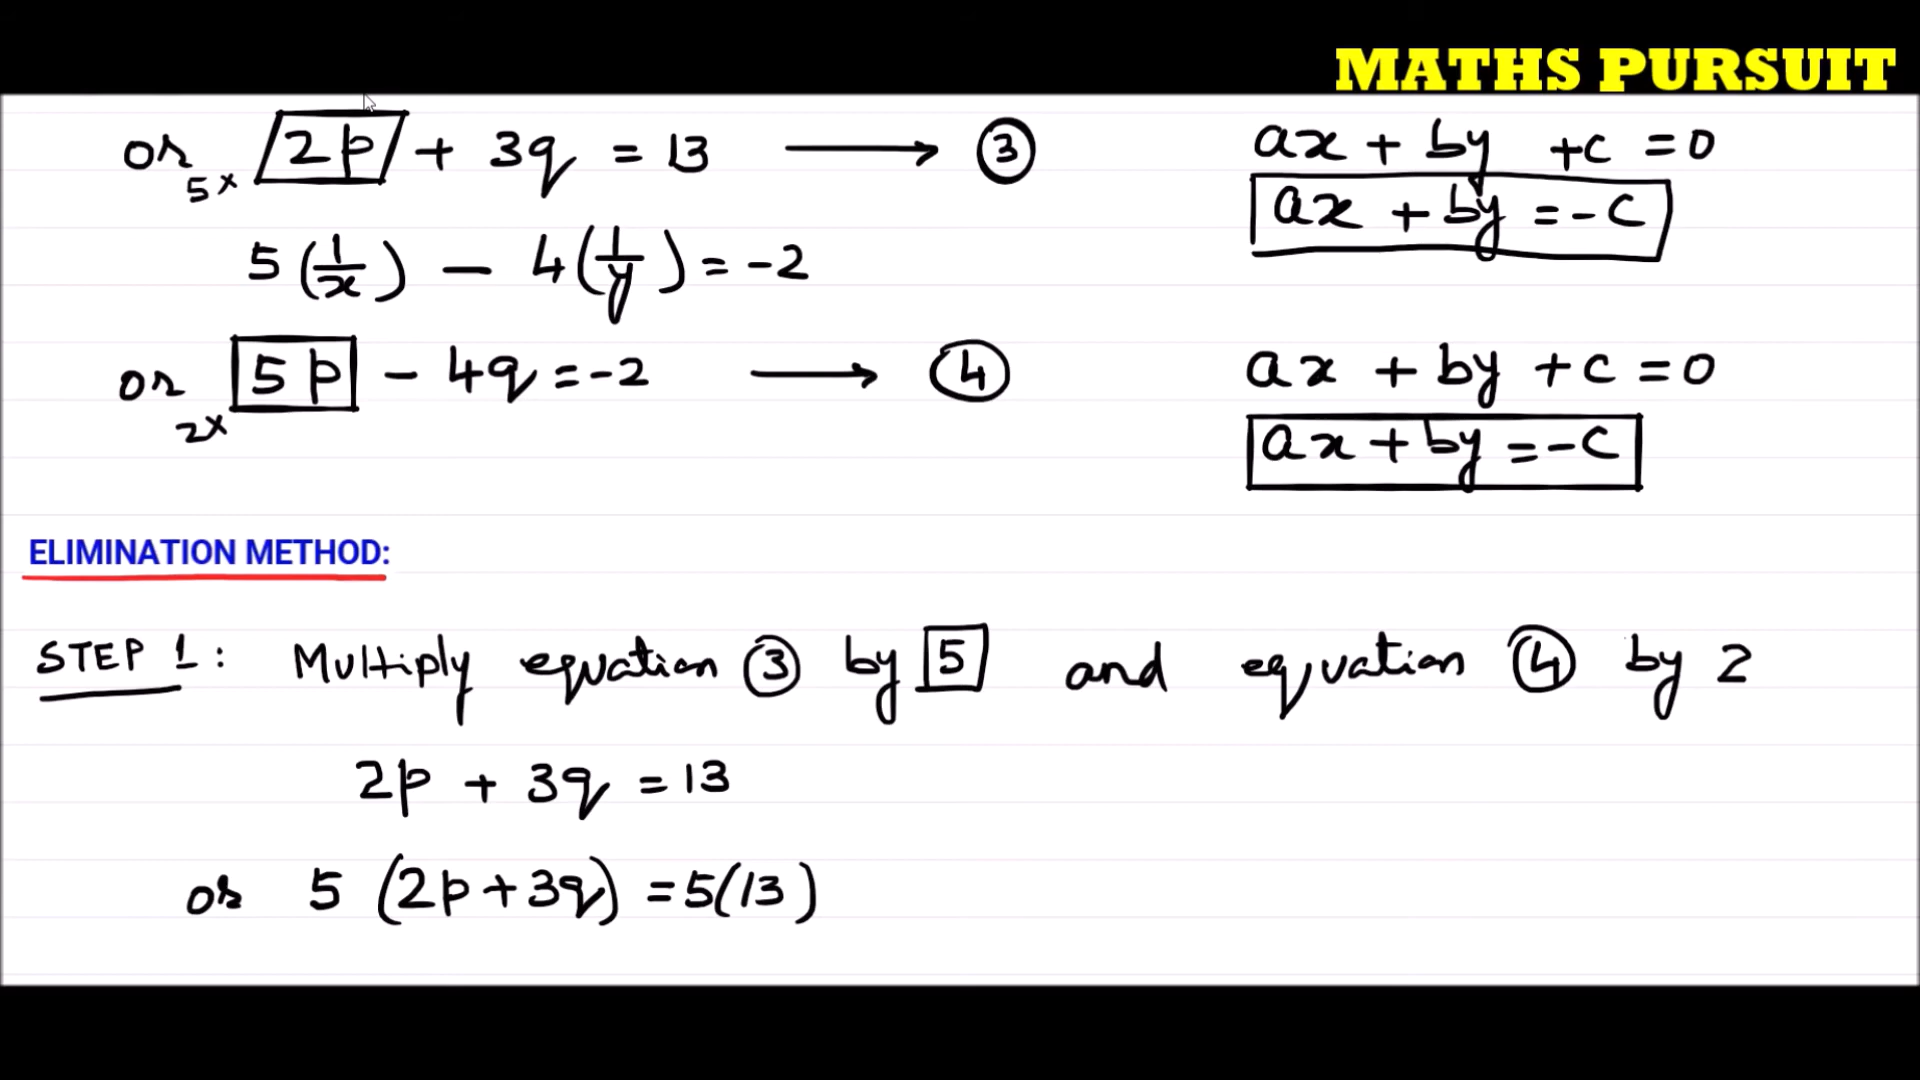 MATHS PURSUIT
or 5× 2p + 3q = 13 ⟶ ③
5(1/x) - 4(1/y) = -2
or 2× 5p - 4q = -2 ⟶ ④
ax + by + c = 0
ax + by = -c
ax + by + c = 0
ax + by = -c
ELIMINATION METHOD:
STEP 1: Multiply equation ③ by 5 and equation ④ by 2
2p + 3q = 13
or 5 (2p+3q) = 5(13)